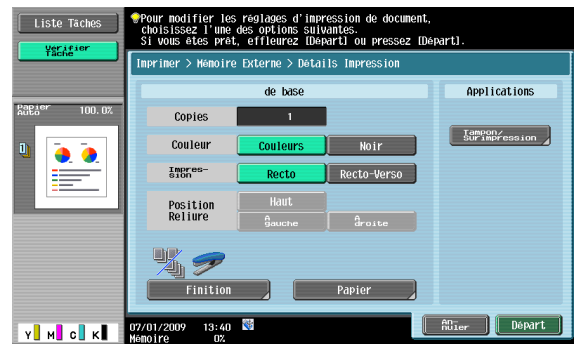 Liste Tâches
Vérifier
Tâche
Pour modifier les réglages d'impression de document,
choisissez l'une des options suivantes.
Si vous êtes prêt, effleurez [Départ] ou pressez [Départ].
Imprimer > Mémoire Externe > Détails Impression
de base
Applications
Papier
Auto 100.0%
Copies 1
Couleur Couleurs Noir
Tampon/
Surimpression
Impres-
sion Recto Recto-Verso
Position
Reliure
Haut
A
gauche
A
droite
Finition Papier
Y M C K
07/01/2009 13:40
Mémoire 0%
An-
nuler
Départ